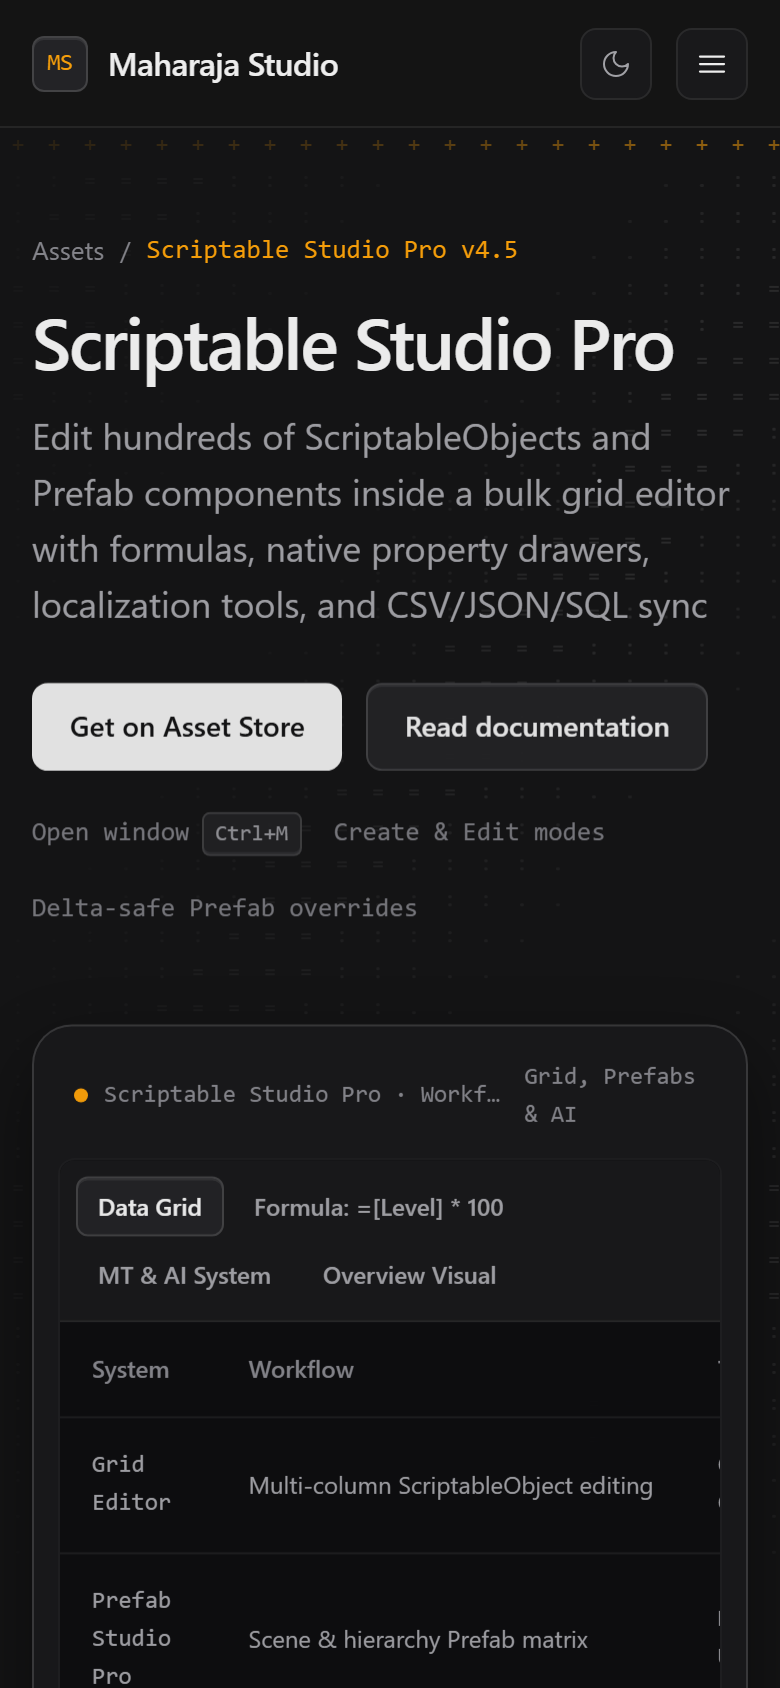 MS Maharaja Studio
Assets / Scriptable Studio Pro v4.5
Scriptable Studio Pro
Edit hundreds of ScriptableObjects and
Prefab components inside a bulk grid editor
with formulas, native property drawers,
localization tools, and CSV/JSON/SQL sync
Get on Asset Store Read documentation
Open window Ctrl+M Create & Edit modes
Delta-safe Prefab overrides
Scriptable Studio Pro · Workf…
Grid, Prefabs
& AI
Data Grid Formula: =[Level] * 100
MT & AI System Overview Visual
System Workflow
Grid
Editor
Multi-column ScriptableObject editing
Prefab
Studio
Pro
Scene & hierarchy Prefab matrix